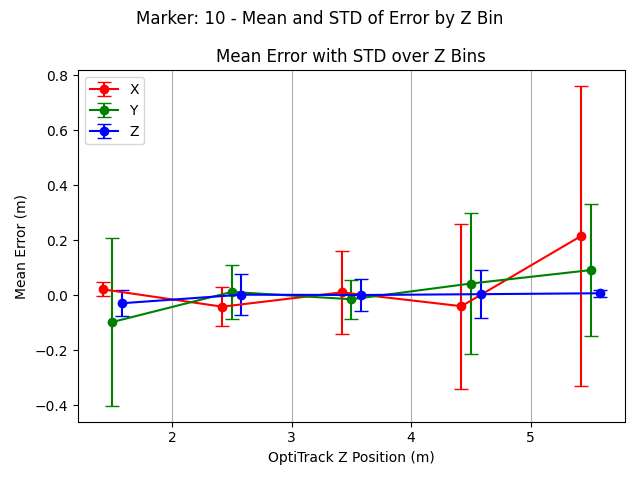 Marker: 10 - Mean and STD of Error by Z Bin
Mean Error with STD over Z Bins
X
Y
Z
Mean Error (m)
0.8
0.6
0.4
0.2
0.0
−0.2
−0.4
2
3
4
5
OptiTrack Z Position (m)